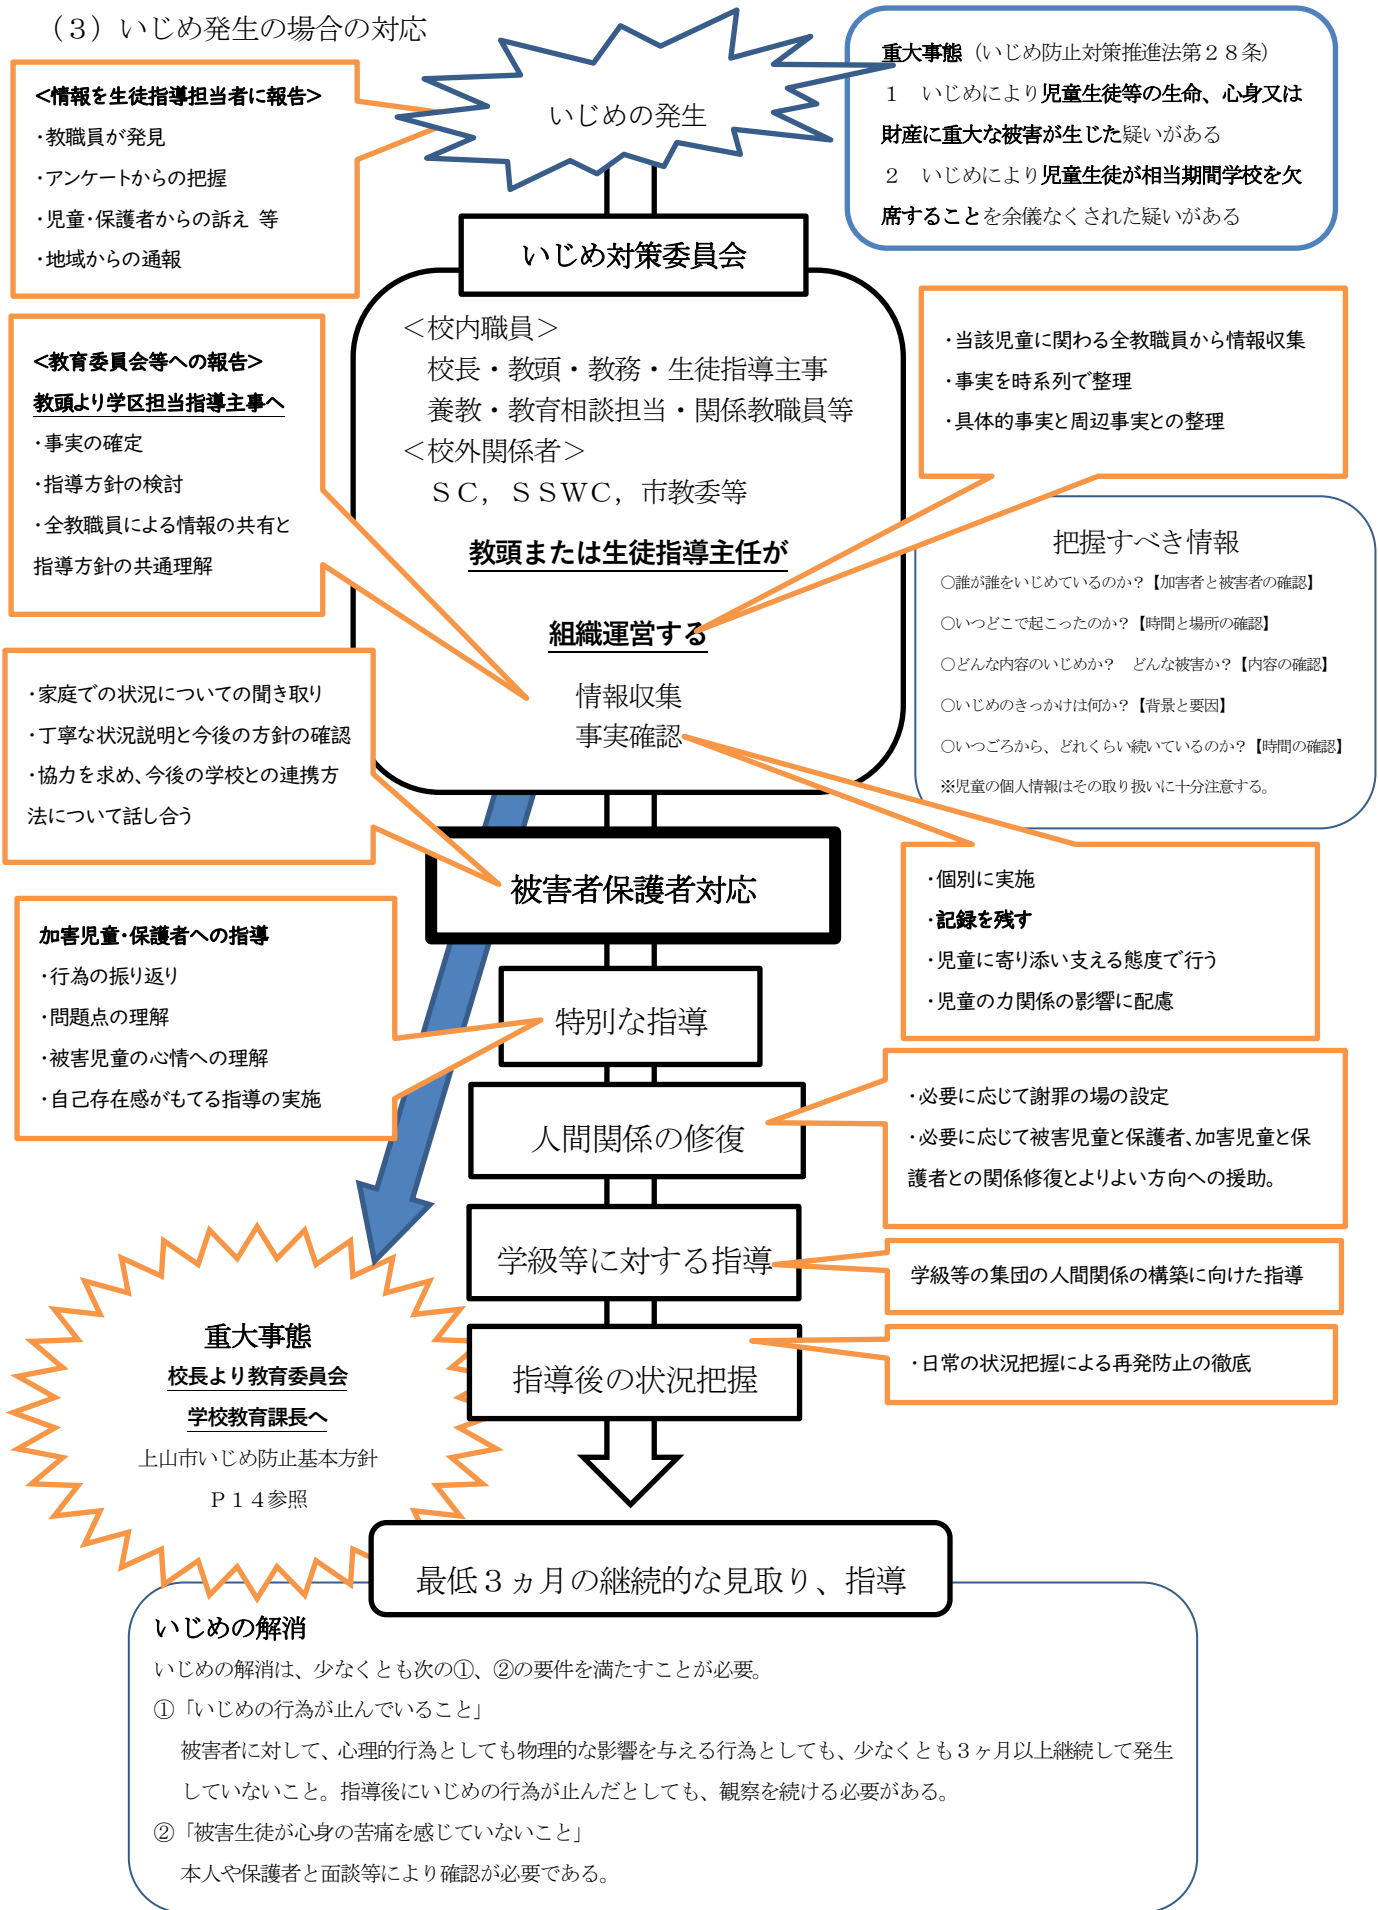 （３）いじめ発生の場合の対応
いじめの発生
重大事態（いじめ防止対策推進法第２８条）
１　いじめにより児童生徒等の生命、心身又は
財産に重大な被害が生じた疑いがある
２　いじめにより児童生徒が相当期間学校を欠
席することを余儀なくされた疑いがある
<情報を生徒指導担当者に報告>
・教職員が発見
・アンケートからの把握
・児童・保護者からの訴え 等
・地域からの通報
いじめ対策委員会
＜校内職員＞
校長・教頭・教務・生徒指導主事
養教・教育相談担当・関係教職員等
＜校外関係者＞
ＳＣ，ＳＳＷＣ，市教委等
教頭または生徒指導主任が
組織運営する
情報収集
事実確認
<教育委員会等への報告>
教頭より学区担当指導主事へ
・事実の確定
・指導方針の検討
・全教職員による情報の共有と
指導方針の共通理解
・当該児童に関わる全教職員から情報収集
・事実を時系列で整理
・具体的事実と周辺事実との整理
把握すべき情報
○誰が誰をいじめているのか？【加害者と被害者の確認】
○いつどこで起こったのか？【時間と場所の確認】
○どんな内容のいじめか？　どんな被害か？【内容の確認】
○いじめのきっかけは何か？【背景と要因】
○いつごろから、どれくらい続いているのか？【時間の確認】
※児童の個人情報はその取り扱いに十分注意する。
・家庭での状況についての聞き取り
・丁寧な状況説明と今後の方針の確認
・協力を求め、今後の学校との連携方
法について話し合う
被害者保護者対応
・個別に実施
・記録を残す
・児童に寄り添い支える態度で行う
・児童の力関係の影響に配慮
加害児童・保護者への指導
・行為の振り返り
・問題点の理解
・被害児童の心情への理解
・自己存在感がもてる指導の実施
特別な指導
人間関係の修復
・必要に応じて謝罪の場の設定
・必要に応じて被害児童と保護者、加害児童と保
護者との関係修復とよりよい方向への援助。
学級等に対する指導
学級等の集団の人間関係の構築に向けた指導
指導後の状況把握
・日常の状況把握による再発防止の徹底
重大事態
校長より教育委員会
学校教育課長へ
上山市いじめ防止基本方針
Ｐ１４参照
最低３ヵ月の継続的な見取り、指導
いじめの解消
いじめの解消は、少なくとも次の①、②の要件を満たすことが必要。
①「いじめの行為が止んでいること」
被害者に対して、心理的行為としても物理的な影響を与える行為としても、少なくとも３ヶ月以上継続して発生
していないこと。指導後にいじめの行為が止んだとしても、観察を続ける必要がある。
②「被害生徒が心身の苦痛を感じていないこと」
本人や保護者と面談等により確認が必要である。